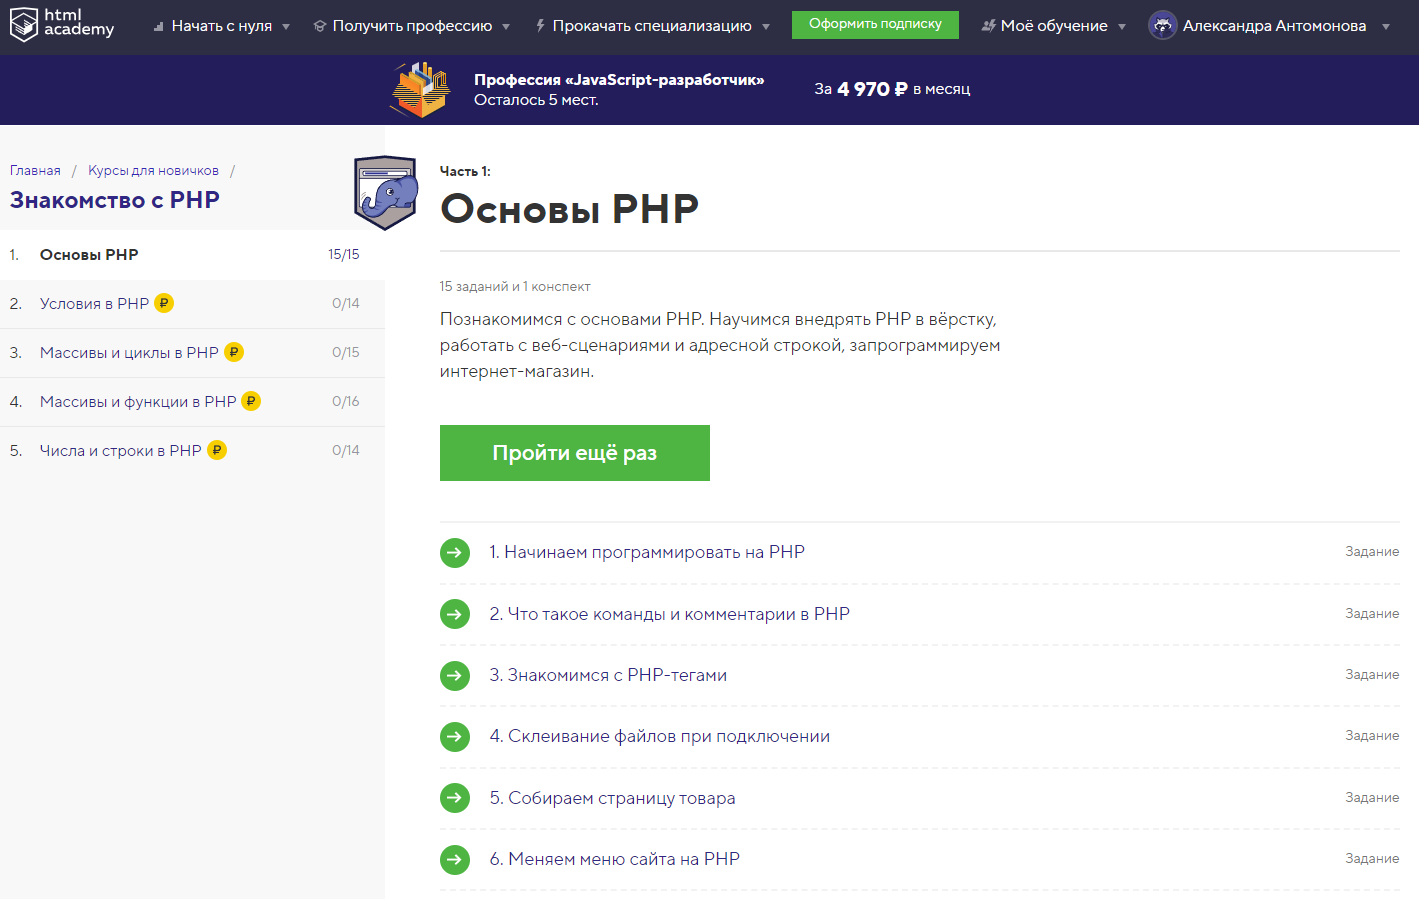 html
academy
Начать с нуля
Получить профессию
Прокачать специализацию
Оформить подписку
Моё обучение
Александра Антомонова
Профессия «JavaScript-разработчик»
Осталось 5 мест.
За 4 970 ₽ в месяц
Главная / Курсы для новичков /
Знакомство с PHP
1. Основы PHP 15/15
2. Условия в PHP ₽ 0/14
3. Массивы и циклы в PHP ₽ 0/15
4. Массивы и функции в PHP ₽ 0/16
5. Числа и строки в PHP ₽ 0/14
Часть 1:
Основы PHP
15 заданий и 1 конспект
Познакомимся с основами PHP. Научимся внедрять PHP в вёрстку,
работать с веб-сценариями и адресной строкой, запрограммируем
интернет-магазин.
Пройти ещё раз
1. Начинаем программировать на PHP Задание
2. Что такое команды и комментарии в PHP Задание
3. Знакомимся с PHP-тегами Задание
4. Склеивание файлов при подключении Задание
5. Собираем страницу товара Задание
6. Меняем меню сайта на PHP Задание